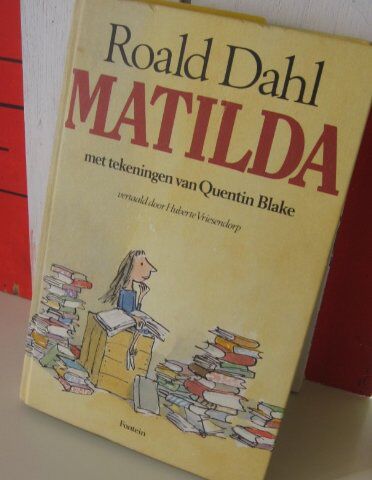 Roald Dahl
MATILDA
met tekeningen van Quentin Blake
vertaald door Huberte Vriesendorp
Fontein